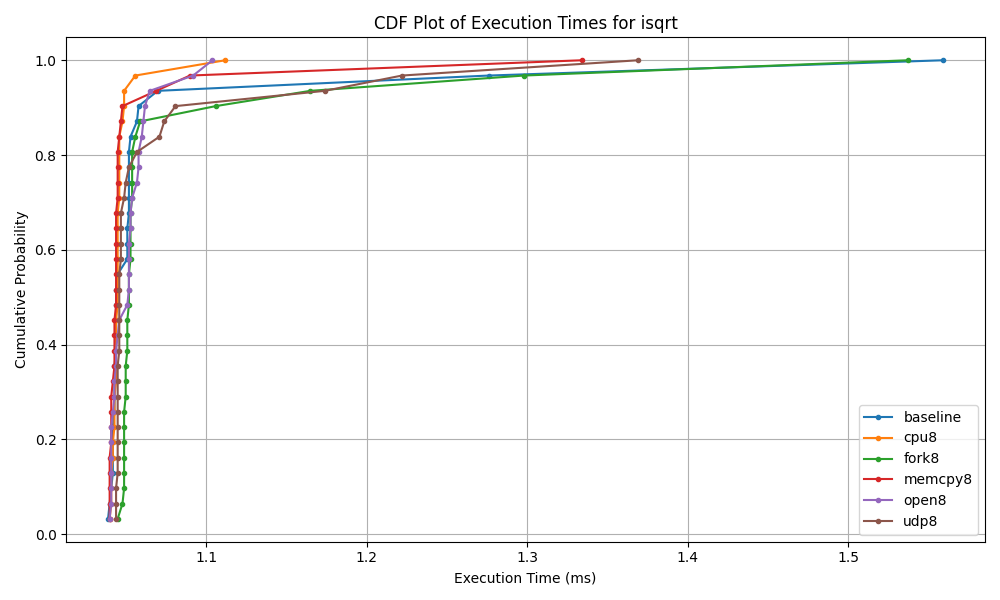 CDF Plot of Execution Times for isqrt
1.0
0.8
0.6
0.4
0.2
0.0
Cumulative Probability
1.1
1.2
1.3
1.4
1.5
Execution Time (ms)
baseline
cpu8
fork8
memcpy8
open8
udp8